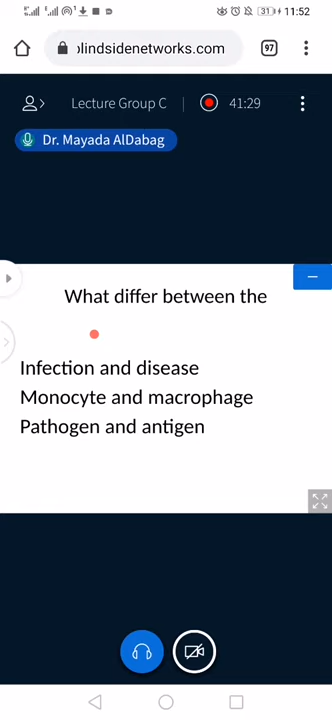 31
11:52
lindsidenetworks.com
97
Lecture Group C
41:29
Dr. Mayada AlDabag
What differ between the
Infection and disease
Monocyte and macrophage
Pathogen and antigen